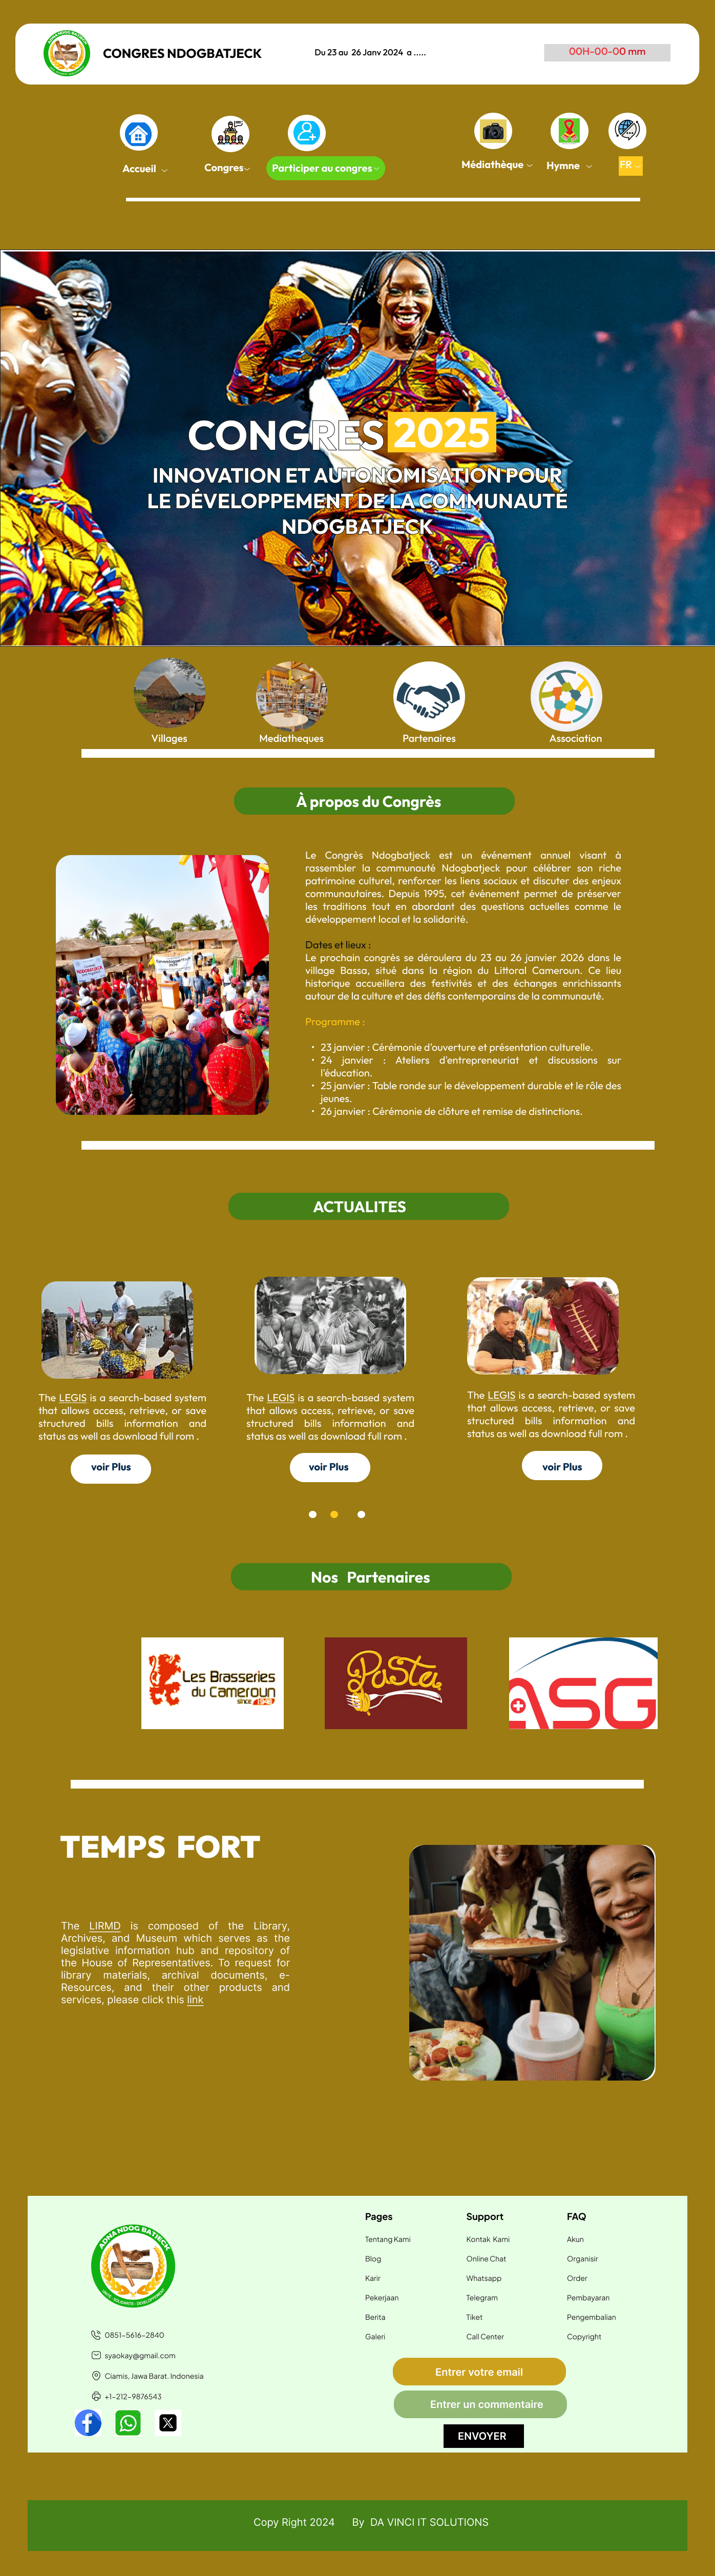 CONGRES NDOGBATJECK
Du 23 au 26 Janv 2024 a .....
00H-00-00 mm
Accueil
Congres
Participer au congres
Médiathèque
Hymne
FR
CONGRES 2025
INNOVATION ET AUTONOMISATION POUR
LE DÉVELOPPEMENT DE LA COMMUNAUTÉ
NDOGBATJECK
Villages
Mediatheques
Partenaires
Association
À propos du Congrès
Le Congrès Ndogbatjeck est un événement annuel visant à
rassembler la communauté Ndogbatjeck pour célébrer son riche
patrimoine culturel, renforcer les liens sociaux et discuter des enjeux
communautaires. Depuis 1995, cet événement permet de préserver
les traditions tout en abordant des questions actuelles comme le
développement local et la solidarité.
Dates et lieux :
Le prochain congrès se déroulera du 23 au 26 janvier 2026 dans le
village Bassa, situé dans la région du Littoral Cameroun. Ce lieu
historique accueillera des festivités et des échanges enrichissants
autour de la culture et des défis contemporains de la communauté.
Programme :
• 23 janvier : Cérémonie d'ouverture et présentation culturelle.
• 24 janvier : Ateliers d'entrepreneuriat et discussions sur
l'éducation.
• 25 janvier : Table ronde sur le développement durable et le rôle des
jeunes.
• 26 janvier : Cérémonie de clôture et remise de distinctions.
ACTUALITES
The LEGIS is a search-based system
that allows access, retrieve, or save
structured bills information and
status as well as download full rom .
voir Plus
The LEGIS is a search-based system
that allows access, retrieve, or save
structured bills information and
status as well as download full rom .
voir Plus
The LEGIS is a search-based system
that allows access, retrieve, or save
structured bills information and
status as well as download full rom .
voir Plus
Nos Partenaires
Les Brasseries
du Cameroun
since 1948
Pasta
ASG
TEMPS FORT
The LIRMD is composed of the Library,
Archives, and Museum which serves as the
legislative information hub and repository of
the House of Representatives. To request for
library materials, archival documents, e-
Resources, and their other products and
services, please click this link
ADNA NDOG BATJECK
0851-5616-2840
syaokay@gmail.com
Ciamis, Jawa Barat. Indonesia
+1-212-9876543
Pages
Tentang Kami
Blog
Karir
Pekerjaan
Berita
Galeri
Support
Kontak Kami
Online Chat
Whatsapp
Telegram
Tiket
Call Center
FAQ
Akun
Organisir
Order
Pembayaran
Pengembalian
Copyright
Entrer votre email
Entrer un commentaire
ENVOYER
Copy Right 2024 By DA VINCI IT SOLUTIONS